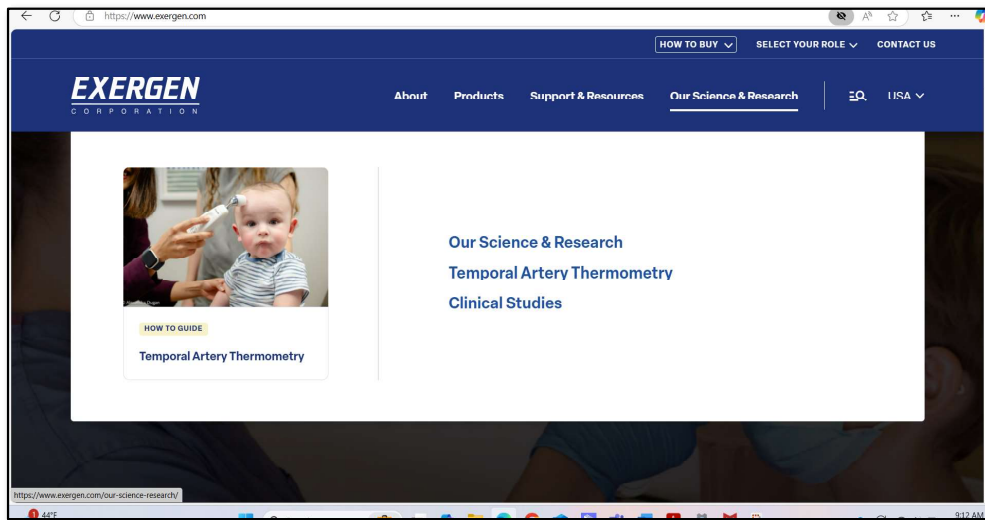 https://www.exergen.com
HOW TO BUY
SELECT YOUR ROLE
CONTACT US
EXERGEN
CORPORATION
About
Products
Support & Resources
Our Science & Research
USA
Our Science & Research
Temporal Artery Thermometry
Clinical Studies
HOW TO GUIDE
Temporal Artery Thermometry
https://www.exergen.com/our-science-research/
1
44°F
9:12 AM